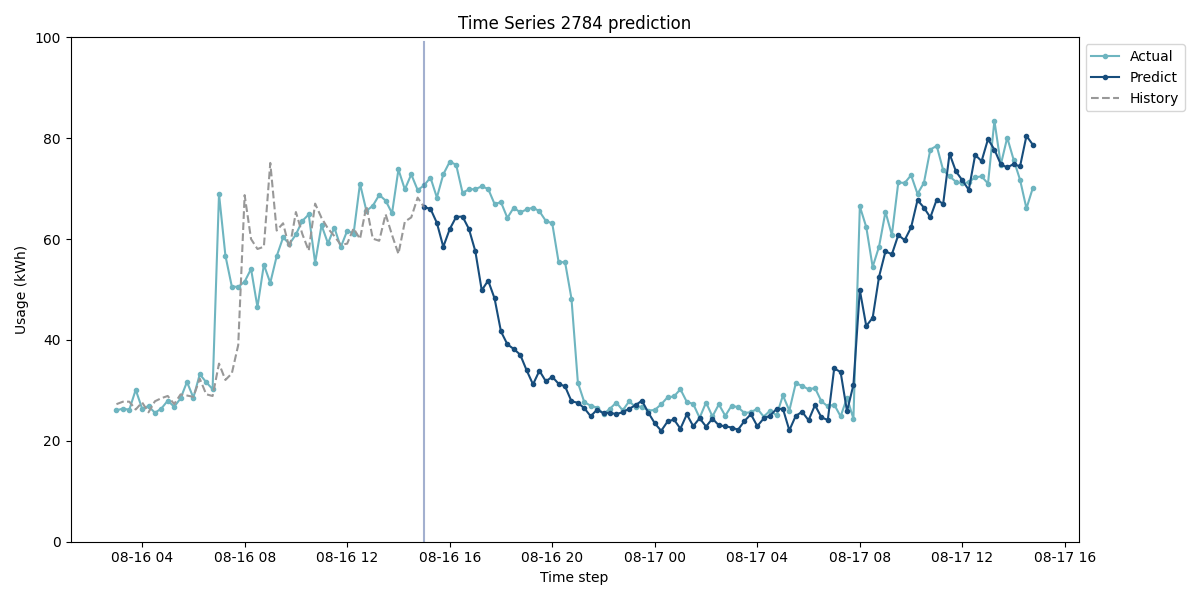 Time Series 2784 prediction
100
80
60
40
20
0
Usage (kWh)
08-16 04
08-16 08
08-16 12
08-16 16
08-16 20
08-17 00
08-17 04
08-17 08
08-17 12
08-17 16
Time step
Actual
Predict
History